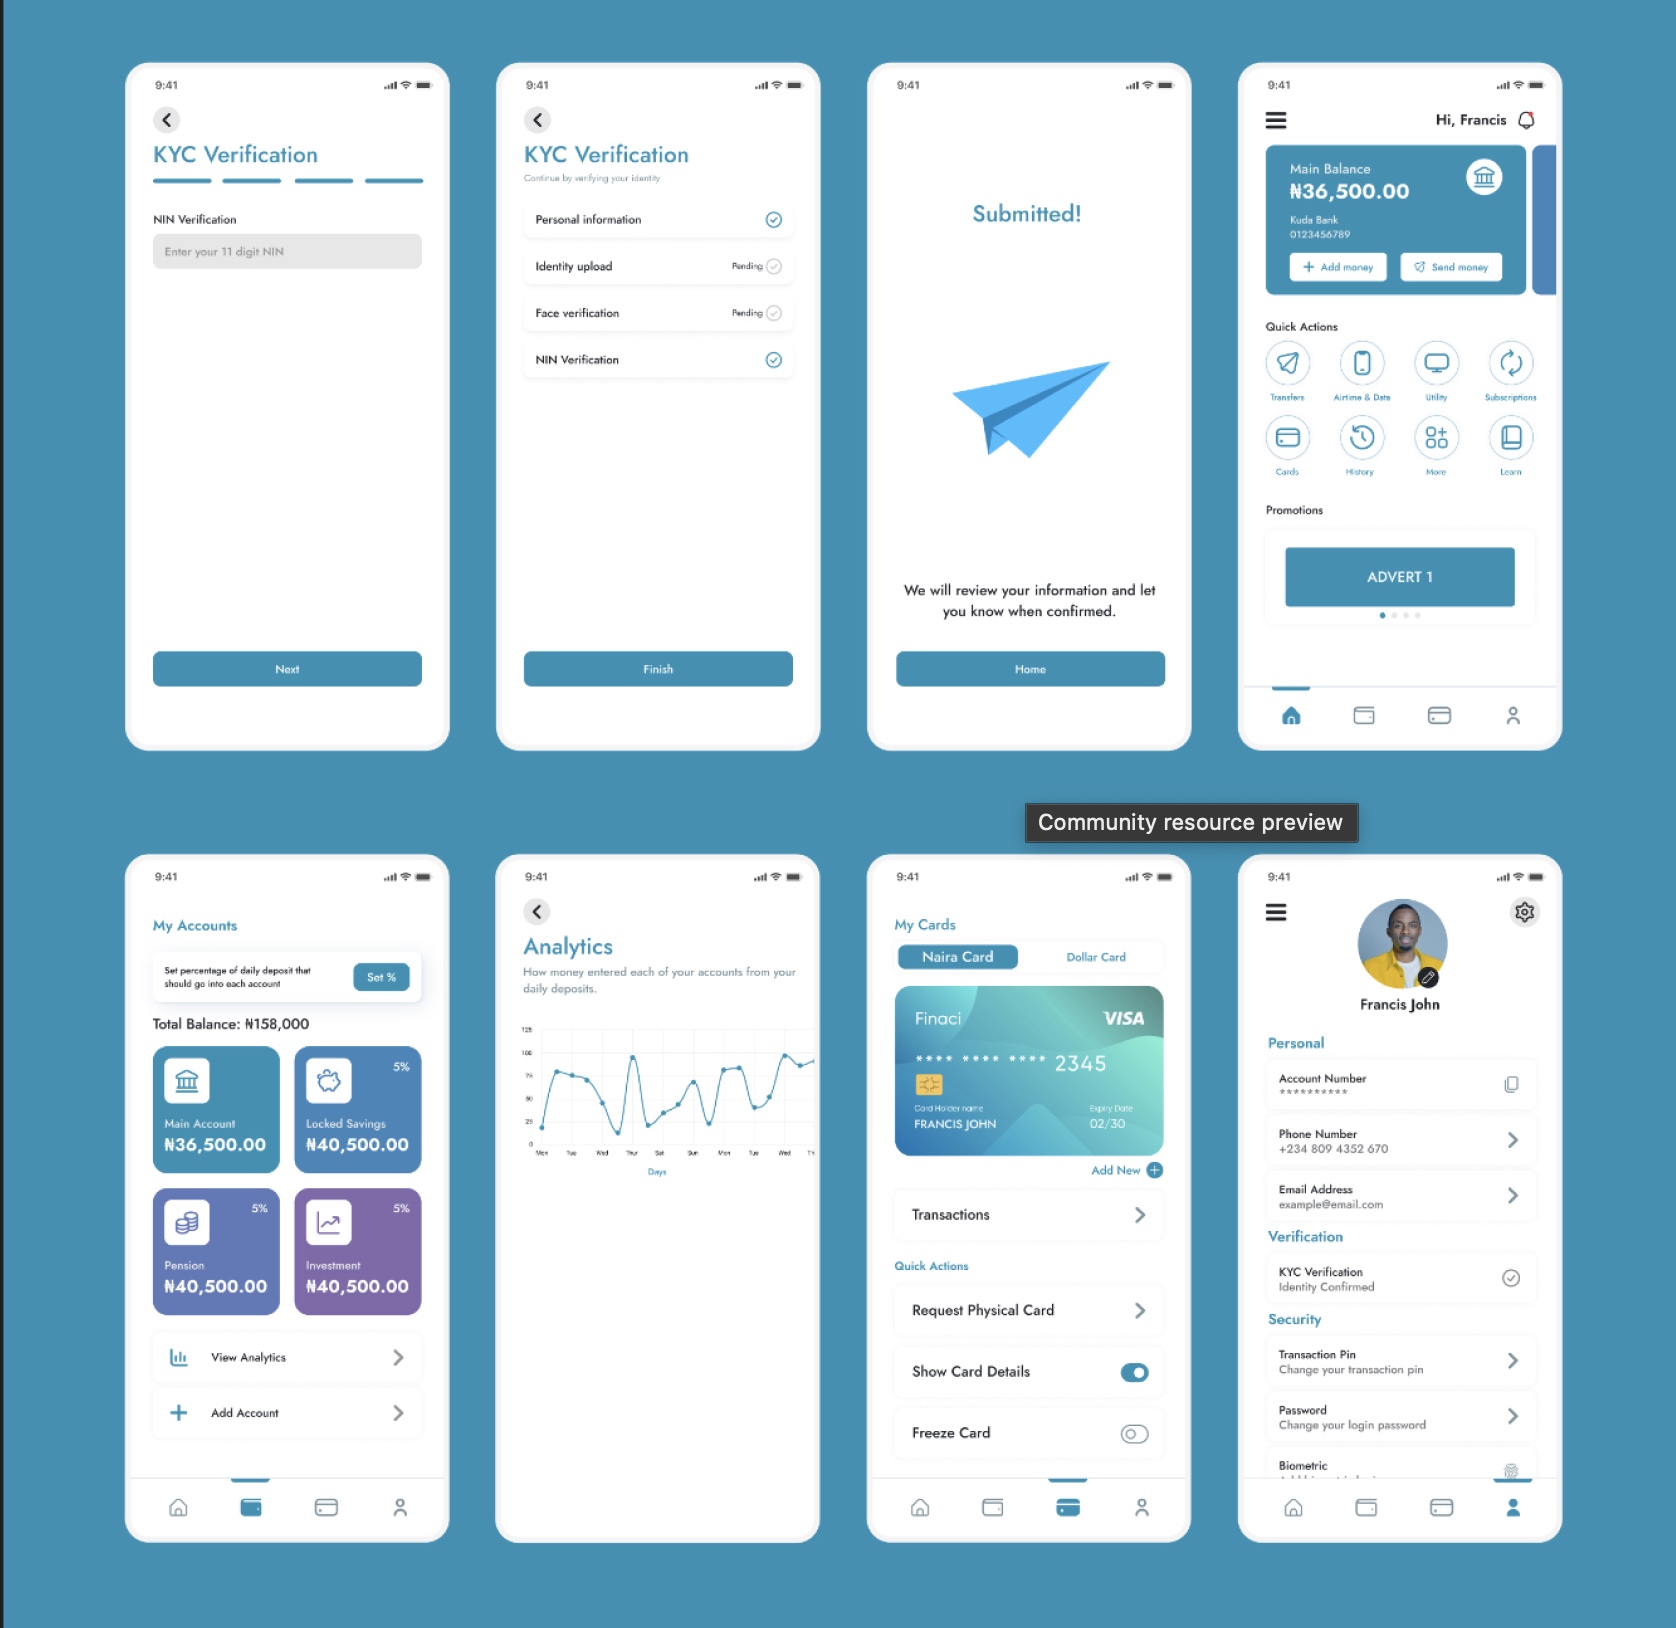 9:41
KYC Verification
NIN Verification
Enter your 11 digit NIN
Next
9:41
KYC Verification
Continue by verifying your identity
Personal information
Identity upload Pending
Face verification Pending
NIN Verification
Finish
9:41
Submitted!
We will review your information and let
you know when confirmed.
Home
9:41
Hi, Francis
Main Balance
₦36,500.00
Kuda Bank
0123456789
Add money Send money
Quick Actions
Transfers Airtime & Data Utility Subscriptions
Cards History More Learn
Promotions
ADVERT 1
Community resource preview
9:41
My Accounts
Set percentage of daily deposit that
should go into each account
Set %
Total Balance: ₦158,000
Main Account
₦36,500.00
5%
Locked Savings
₦40,500.00
5%
Pension
₦40,500.00
5%
Investment
₦40,500.00
View Analytics
Add Account
9:41
Analytics
How money entered each of your accounts from your
daily deposits.
125
100
75
50
25
0
Mon Tue Wed Thur Sat Sun Mon Tue Wed
Days
9:41
My Cards
Naira Card Dollar Card
Finaci VISA
**** **** **** 2345
Card Holder name Expiry Date
FRANCIS JOHN 02/30
Add New
Transactions
Quick Actions
Request Physical Card
Show Card Details
Freeze Card
9:41
Francis John
Personal
Account Number
**********
Phone Number
+234 809 4352 670
Email Address
example@email.com
Verification
KYC Verification
Identity Confirmed
Security
Transaction Pin
Change your transaction pin
Password
Change your login password
Biometric